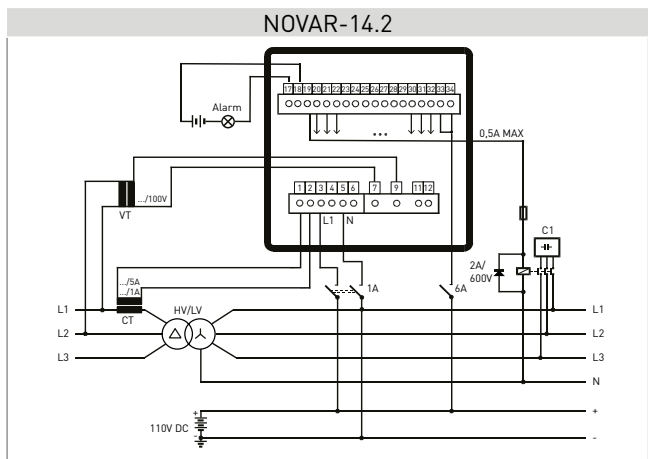 NOVAR-14.2
17 18 19 20 21 22 23 24 25 26 27 28 29 30 31 32 33 34
Alarm
...
0,5A MAX
.../100V
VT
1 2 3 4 5 6 7 9 11 12
L1 N
C1
.../5A
.../1A
1A
6A
2A/
600V
CT
HV/LV
L1
L2
L3
L1
L2
L3
N
+
-
110V DC
+
-